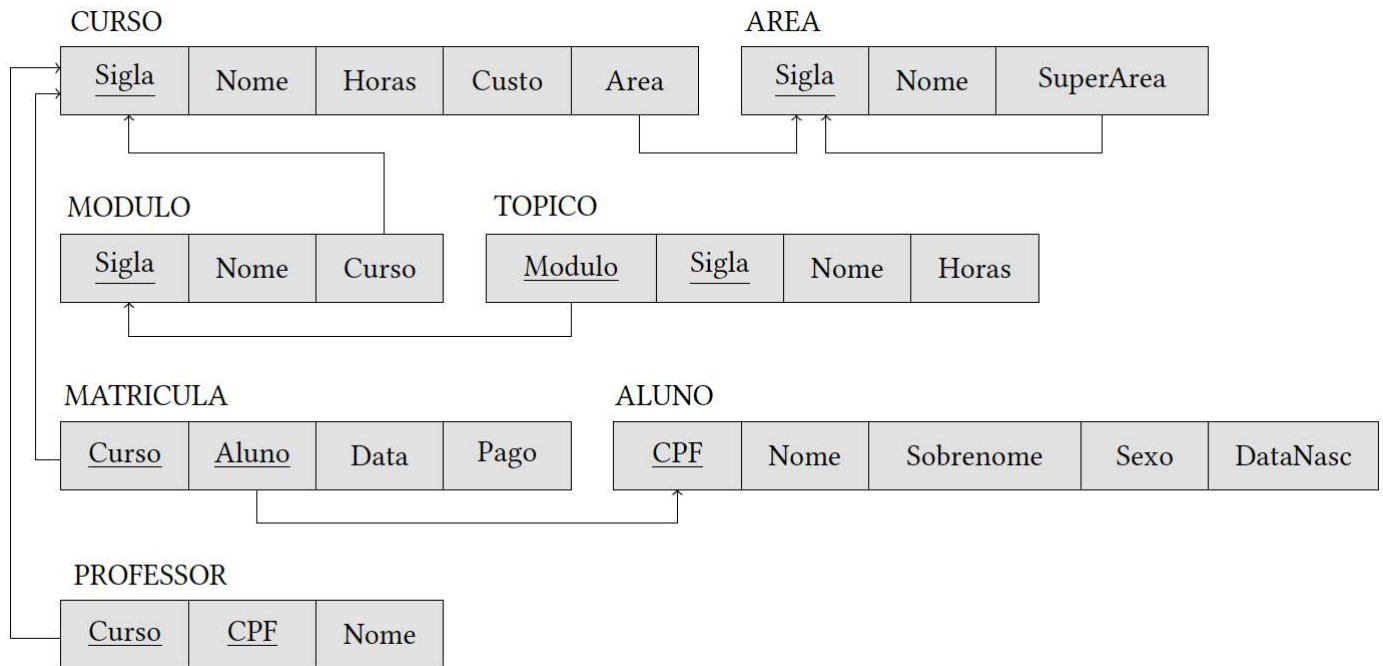 CURSO
Sigla Nome Horas Custo Area
AREA
Sigla Nome SuperArea
MODULO
Sigla Nome Curso
TOPICO
Modulo Sigla Nome Horas
MATRICULA
Curso Aluno Data Pago
ALUNO
CPF Nome Sobrenome Sexo DataNasc
PROFESSOR
Curso CPF Nome